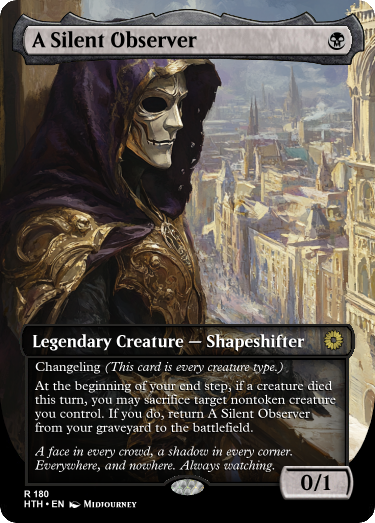 A Silent Observer
Legendary Creature — Shapeshifter
Changeling (This card is every creature type.)
At the beginning of your end step, if a creature died
this turn, you may sacrifice target nontoken creature
you control. If you do, return A Silent Observer
from your graveyard to the battlefield.
A face in every crowd, a shadow in every corner.
Everywhere, and nowhere. Always watching.
0/1
R 180
HTH • EN Midjourney